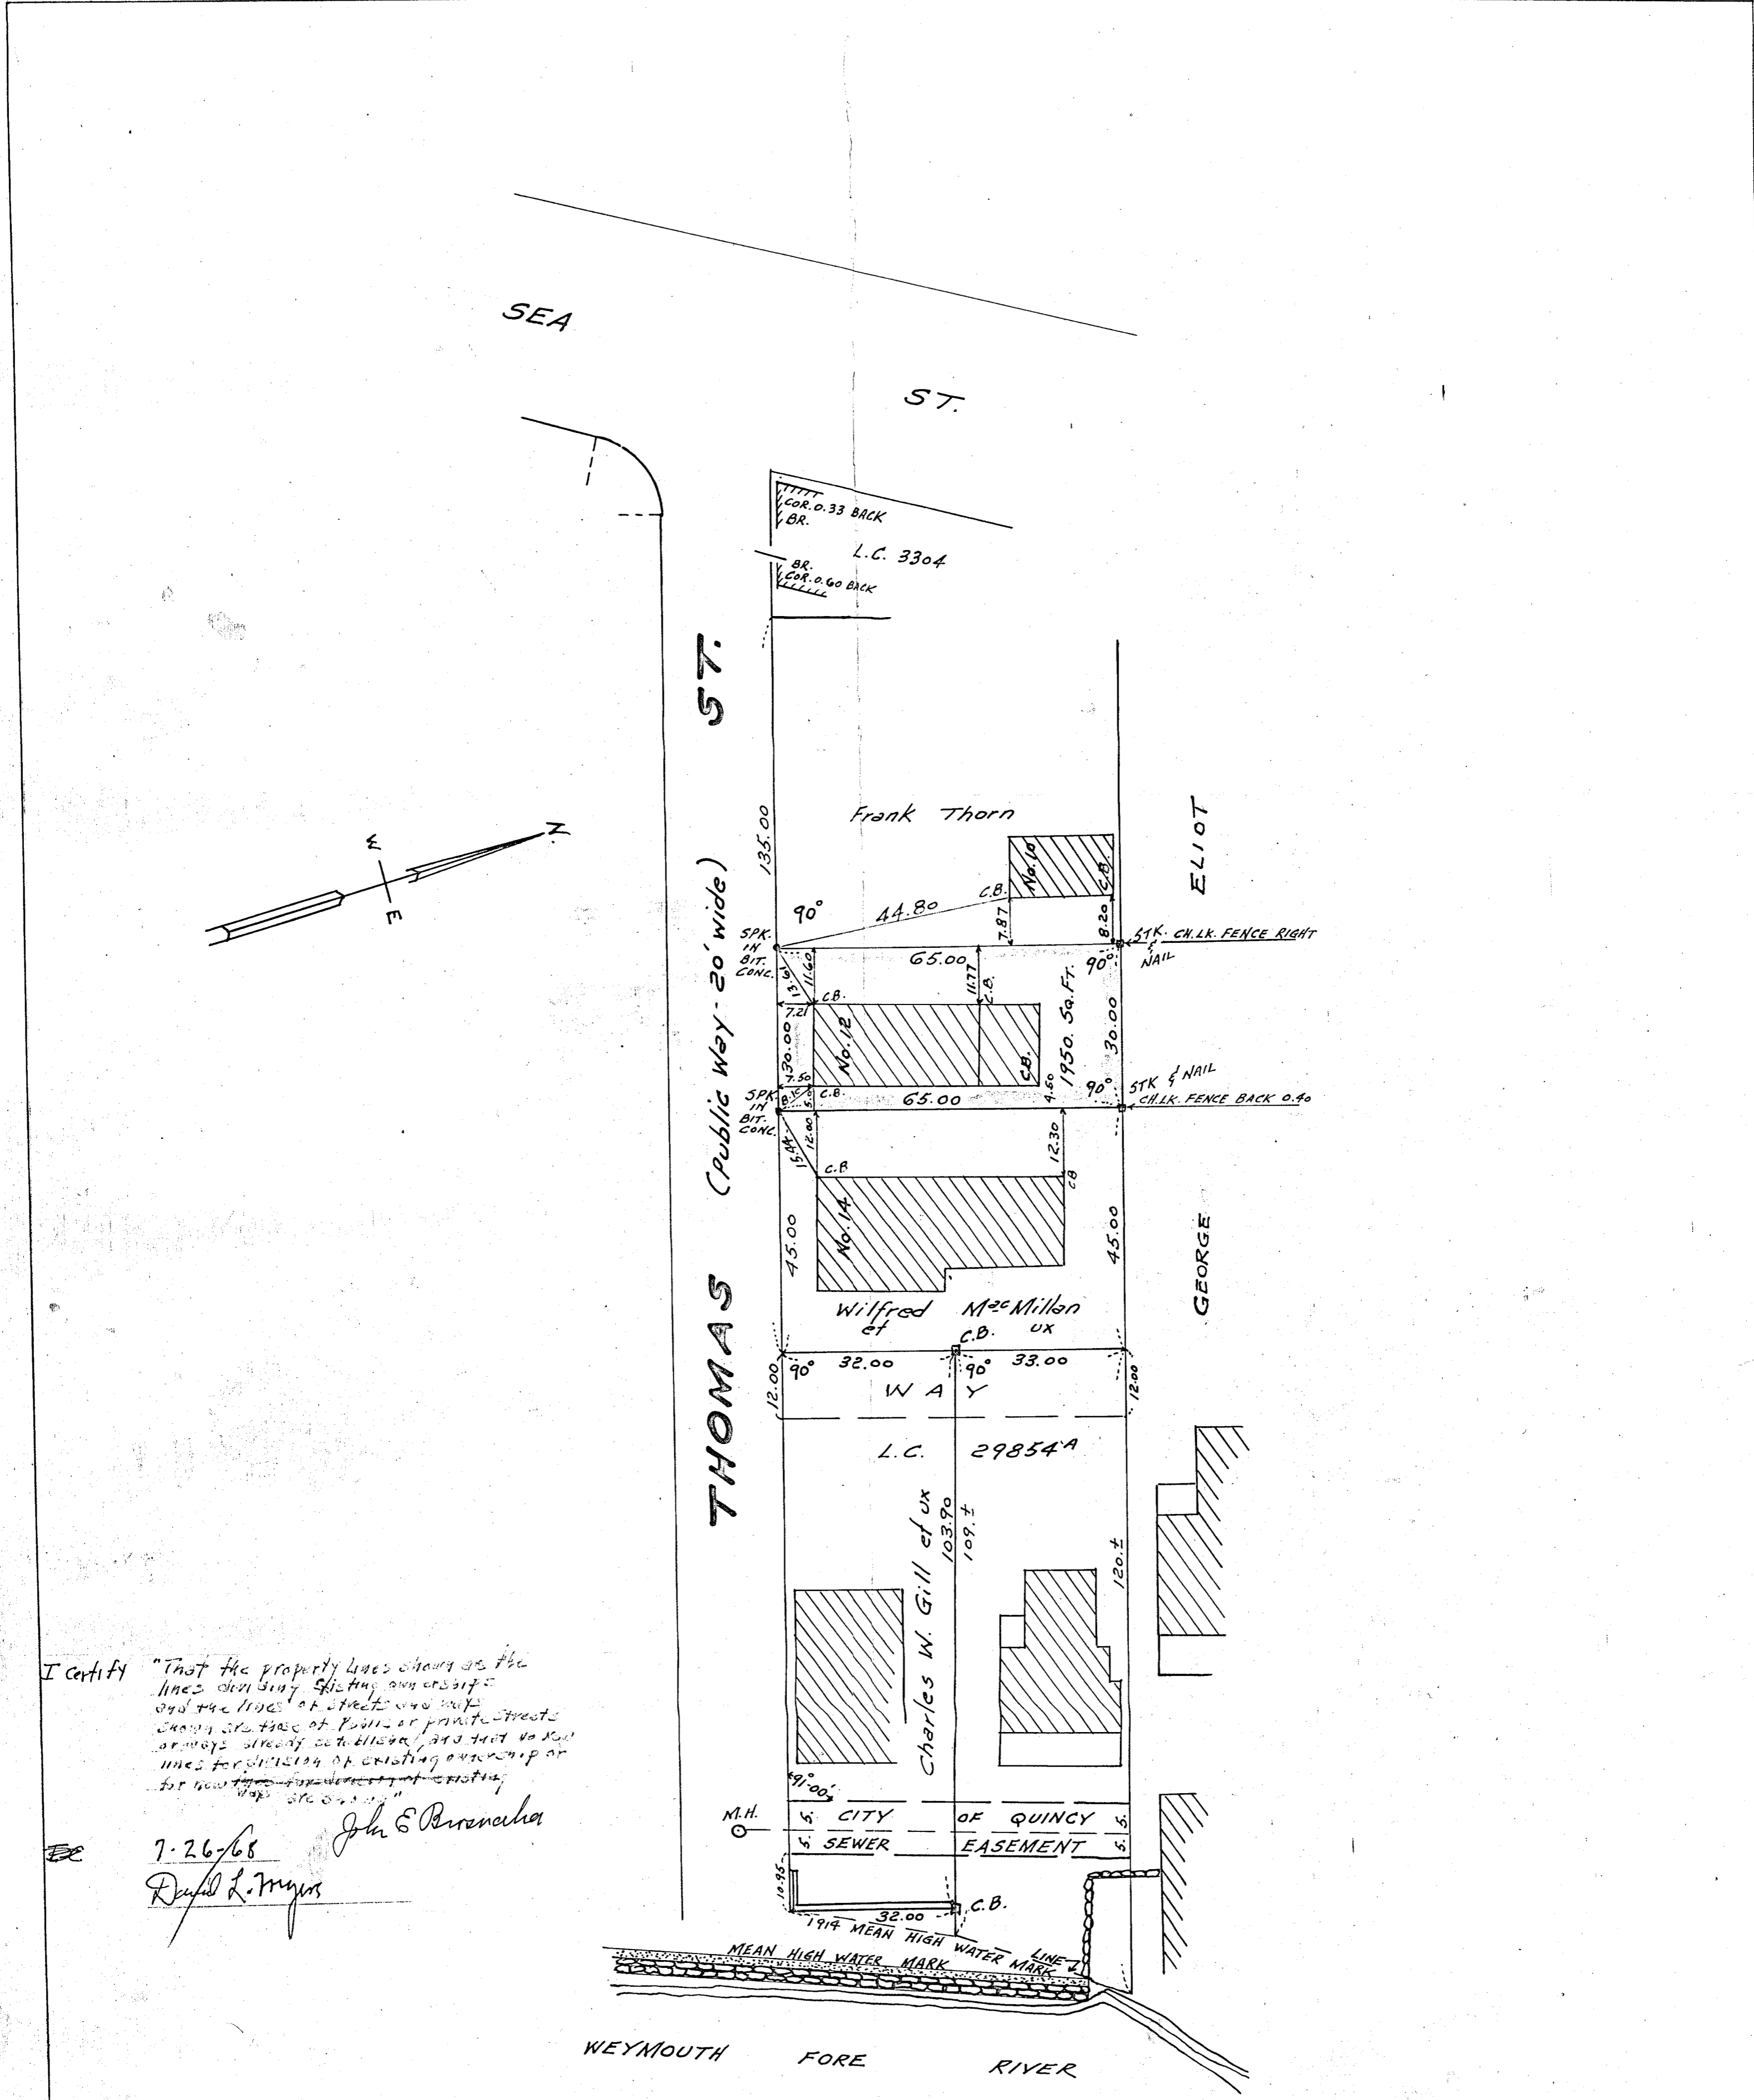 SEA
ST.
COR. 0.33 BACK
BR.
L.C. 3304
BR.
COR. 0.60 BACK
THOMAS ST.
(Public Way - 20' wide)
135.00
Frank Thorn
No. 10
C.B.
C.B.
ELIOT
GEORGE
N.
W
E
90°
44.80
7.87
8.20
SPK.
IN
BIT.
CONC.
65.00
STK. & NAIL
CH.LK. FENCE RIGHT
90°
13.61
11.60
11.77
C.B.
C.B.
7.21
30.00
No. 12
C.B.
1950. Sq. Ft.
30.00
7.50
C.B.
4.60
90°
STK & NAIL
CH.LK. FENCE BACK 0.40
SPK
IN
BIT.
CONC.
65.00
12.00
12.30
C.B
CB
45.00
No. 14
45.00
Wilfred MacMillan
et ux
C.B.
90° 32.00
90° 33.00
12.00
WAY
12.00
L.C. 29854A
Charles W. Gill et ux
103.90
109.±
120.±
91°00'
M.H.
5. CITY OF QUINCY 5.
5. SEWER EASEMENT 5.
10.95
32.00
C.B.
1914 MEAN HIGH WATER MARK
LINE
MEAN HIGH WATER MARK
WEYMOUTH FORE RIVER
I certify "That the property lines shown as the
lines dividing existing ownerships
and the lines of streets and ways
shown are those of Public or private streets
or ways already established, and that no new
lines for division of existing ownership or
for new
ways are shown"
7-26-68
David L. Myers